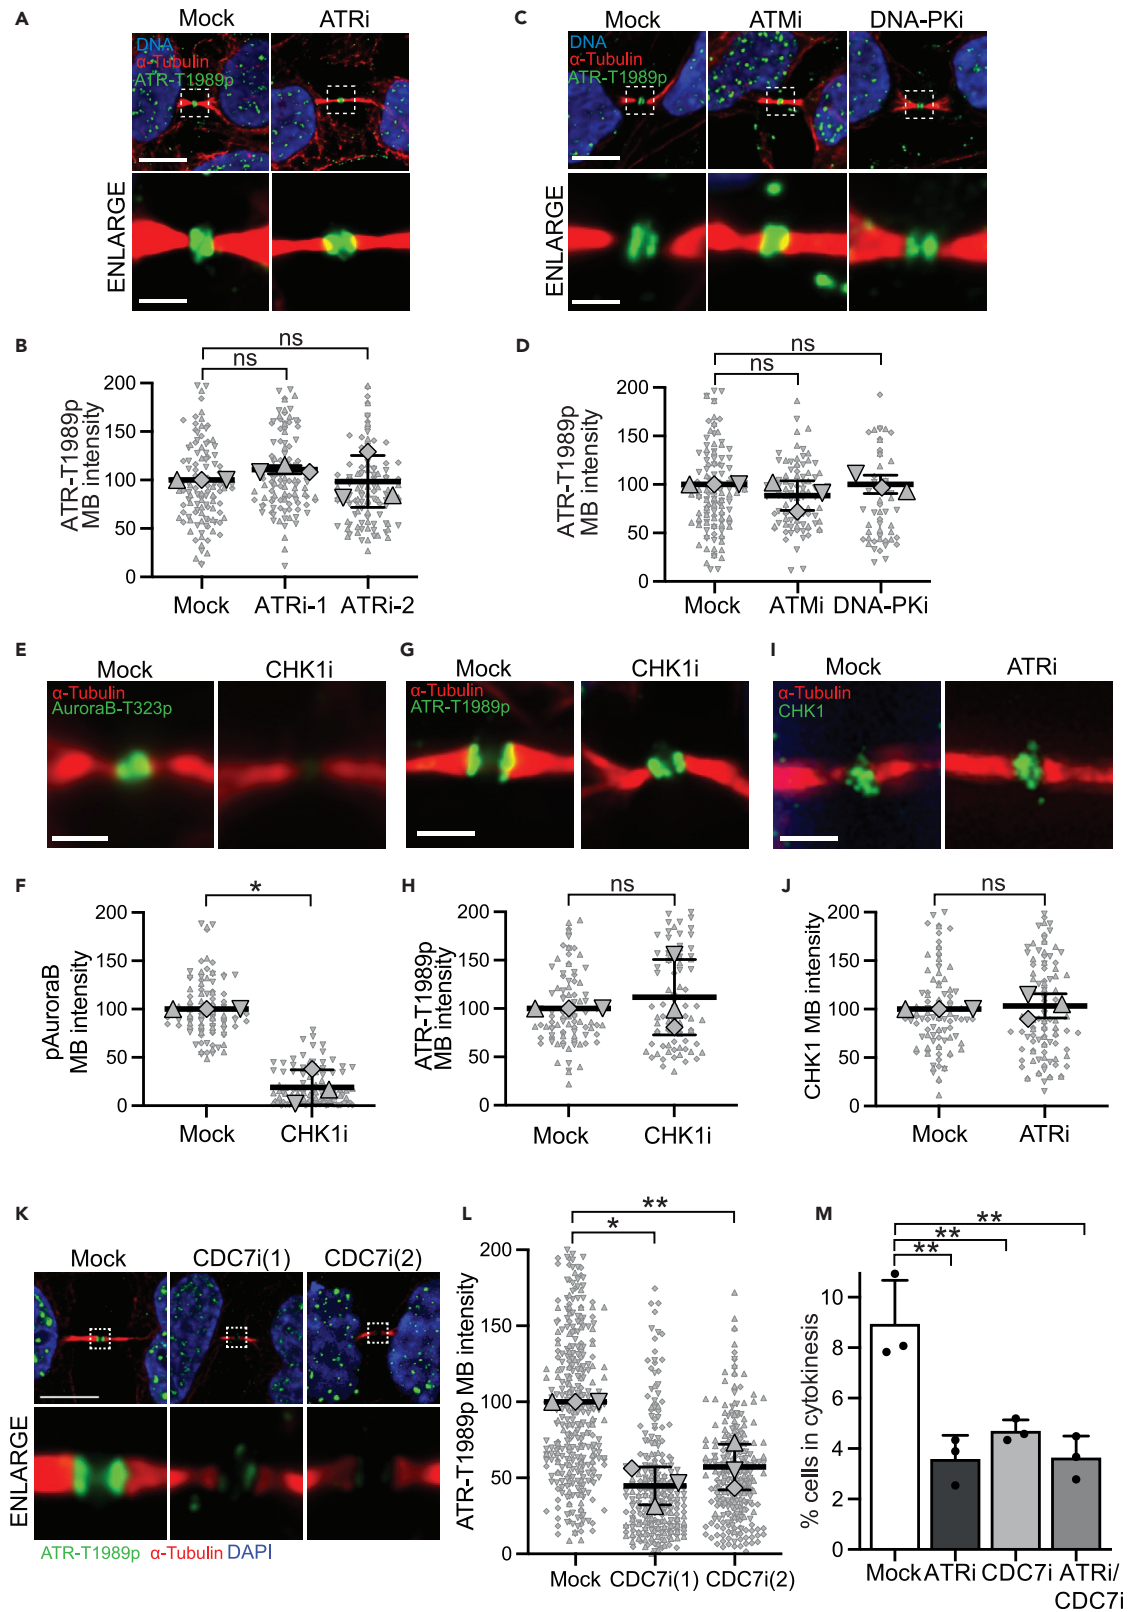 A
Mock
ATRi
DNA
α-Tubulin
ATR-T1989p
ENLARGE
C
Mock
ATMi
DNA-PKi
DNA
α-Tubulin
ATR-T1989p
ENLARGE
B
ns
ns
ATR-T1989p
MB intensity
200
150
100
50
0
Mock
ATRi-1
ATRi-2
D
ns
ns
ATR-T1989p
MB intensity
200
150
100
50
0
Mock
ATMi
DNA-PKi
E
Mock
CHK1i
α-Tubulin
AuroraB-T323p
G
Mock
CHK1i
α-Tubulin
ATR-T1989p
I
Mock
ATRi
α-Tubulin
CHK1
F
*
pAuroraB
MB intensity
200
150
100
50
0
Mock
CHK1i
H
ns
ATR-T1989p
MB intensity
200
150
100
50
0
Mock
CHK1i
J
ns
CHK1 MB intensity
200
150
100
50
0
Mock
ATRi
K
Mock
CDC7i(1)
CDC7i(2)
ENLARGE
ATR-T1989p α-Tubulin DAPI
L
**
*
ATR-T1989p MB intensity
200
150
100
50
0
Mock
CDC7i(1)
CDC7i(2)
M
**
**
**
% cells in cytokinesis
10
8
6
4
2
0
Mock
ATRi
CDC7i
ATRi/
CDC7i